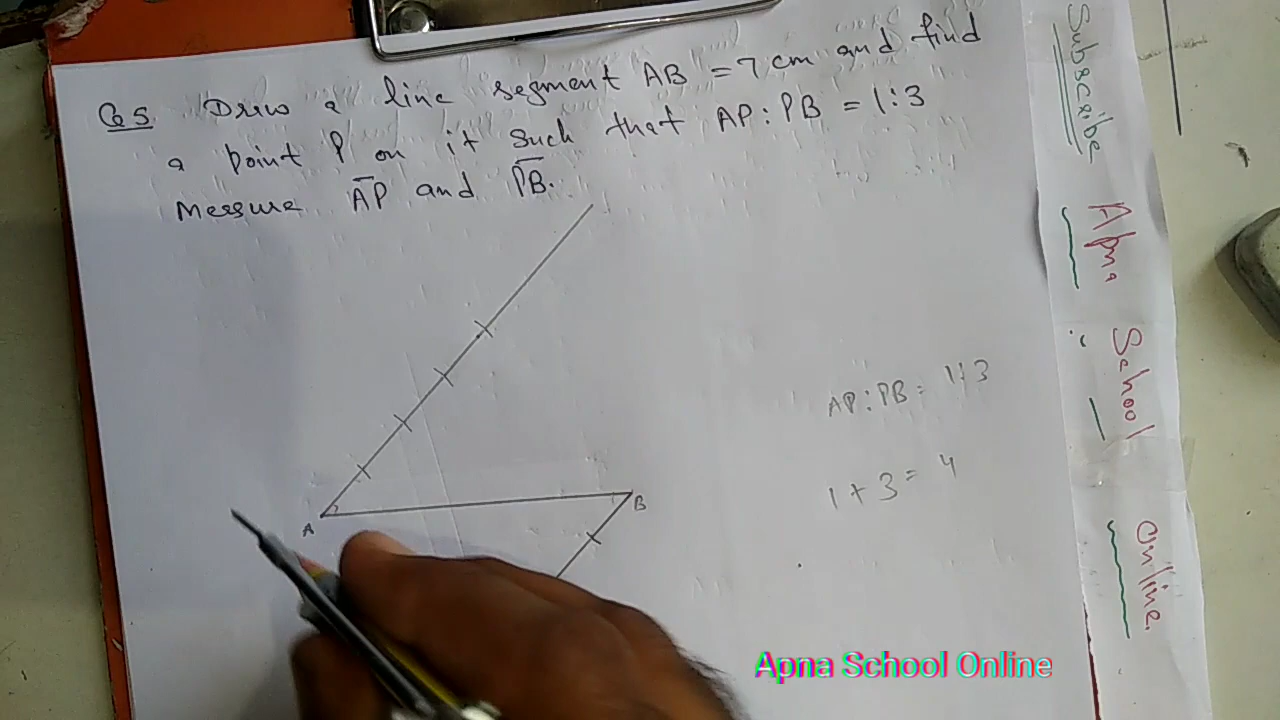 Q5 Draw a line segment AB = 7 cm and find
a point P on it such that AP : PB = 1:3
Measure AP and PB.
AP : PB = 1:3
1 + 3 = 4
A
B
Subscribe Apna School Online.
Apna School Online